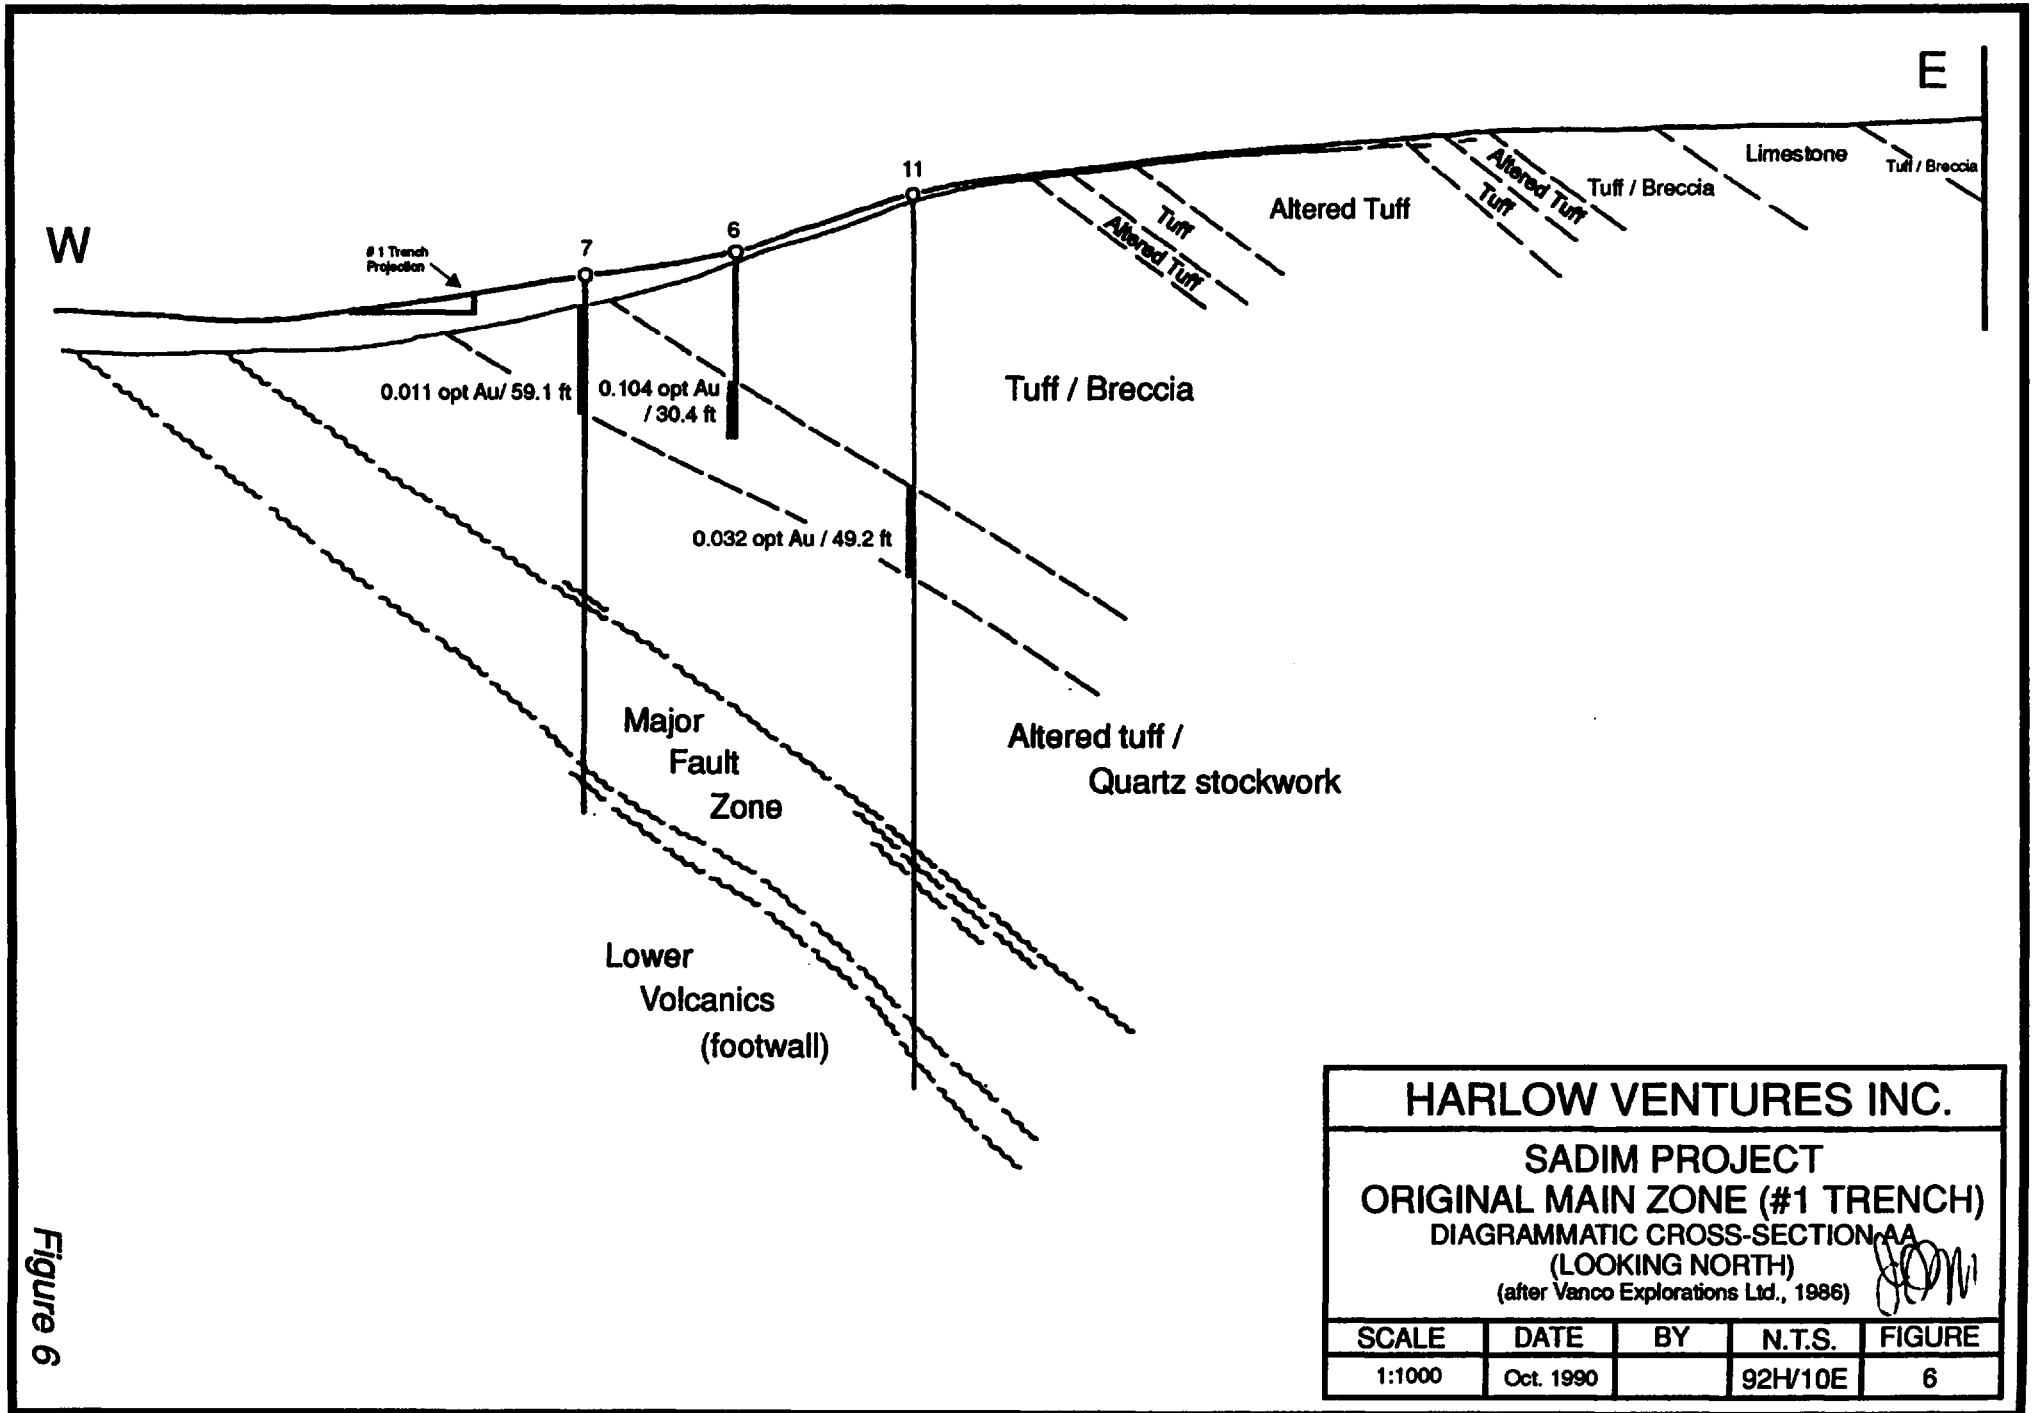 E
W
# 1 Trench
Projection
7
6
11
Altered Tuff
Tuff
Altered Tuff
Tuff
Altered Tuff
Tuff / Breccia
Limestone
Tuff / Breccia
0.011 opt Au/ 59.1 ft
0.104 opt Au
/ 30.4 ft
Tuff / Breccia
0.032 opt Au / 49.2 ft
Major
Fault
Zone
Altered tuff /
Quartz stockwork
Lower
Volcanics
(footwall)
HARLOW VENTURES INC.
SADIM PROJECT
ORIGINAL MAIN ZONE (#1 TRENCH)
DIAGRAMMATIC CROSS-SECTION AA
(LOOKING NORTH)
(after Vanco Explorations Ltd., 1986)
SCALE DATE BY N.T.S. FIGURE
1:1000 Oct. 1990 92H/10E 6
Figure 6